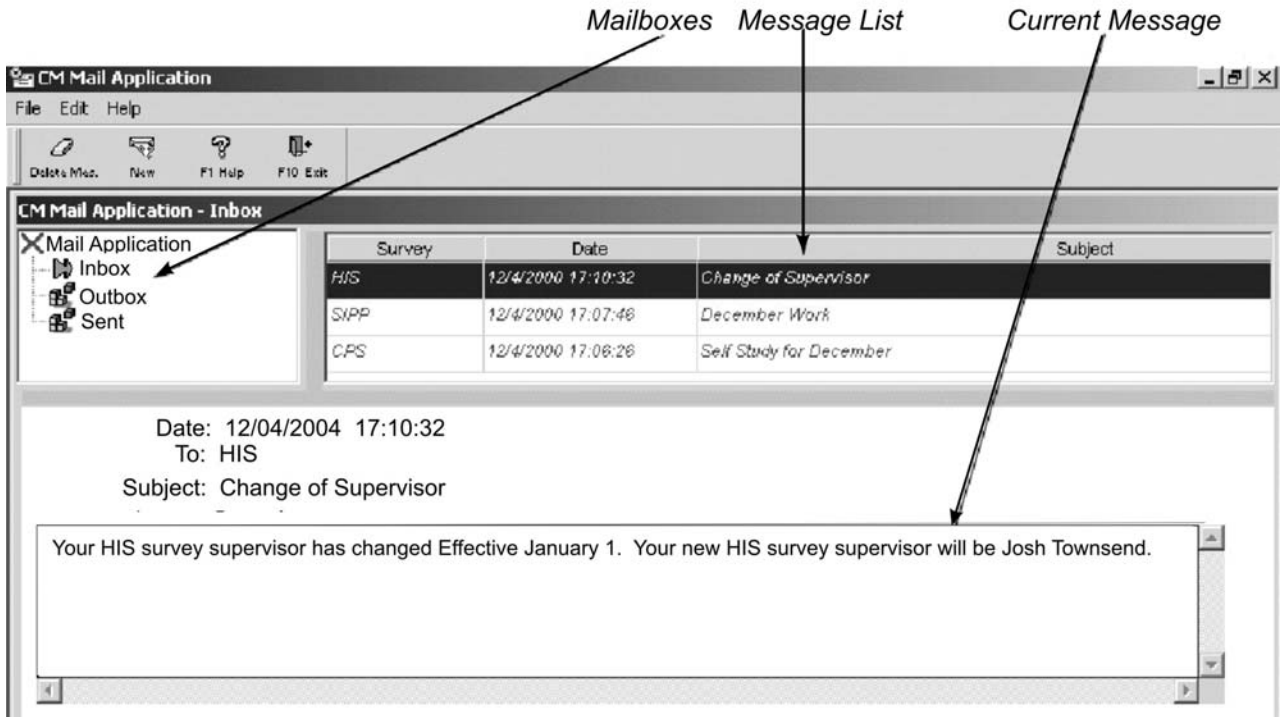 Mailboxes Message List Current Message
CM Mail Application
File Edit Help
Delete Mes. New F1 Help F10 Exit
CM Mail Application - Inbox
Mail Application
Inbox
Outbox
Sent
Survey Date Subject
HIS 12/4/2000 17:10:32 Change of Supervisor
SIPP 12/4/2000 17:07:46 December Work
CPS 12/4/2000 17:06:26 Self Study for December
Date: 12/04/2004 17:10:32
To: HIS
Subject: Change of Supervisor
Your HIS survey supervisor has changed Effective January 1. Your new HIS survey supervisor will be Josh Townsend.